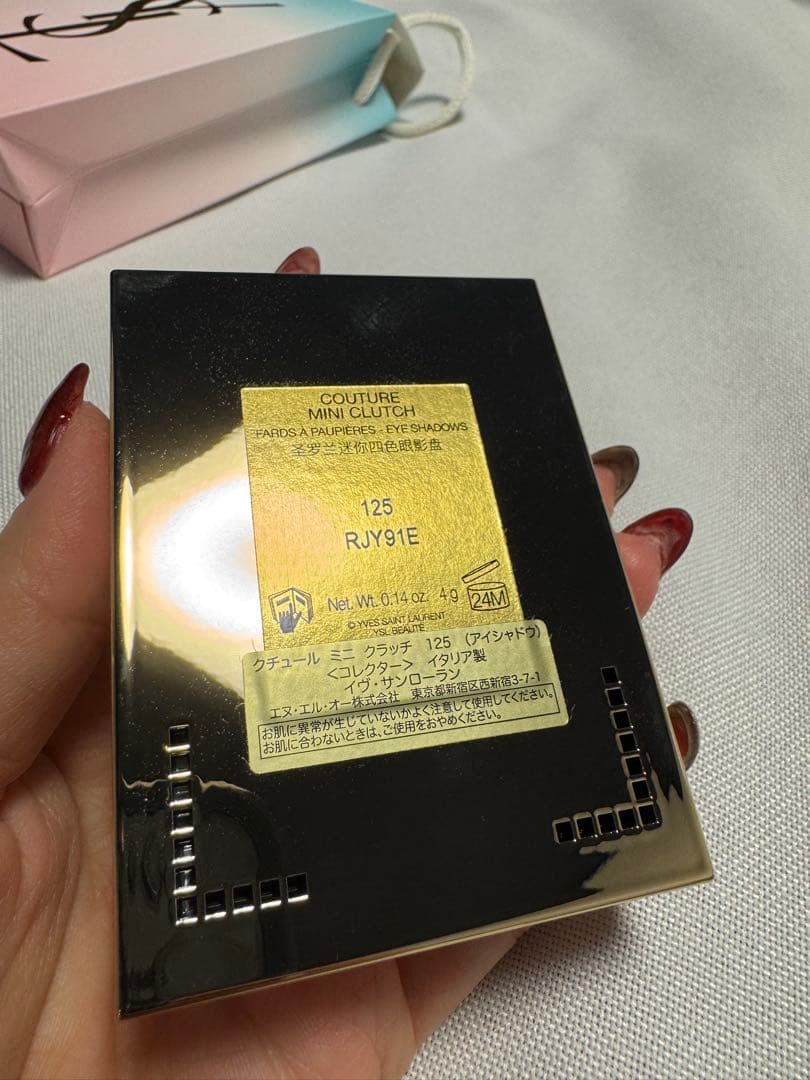 YSL
COUTURE
MINI CLUTCH
FARDS À PAUPIÈRES - EYE SHADOWS
圣罗兰迷你四色眼影盘
125
RJY91E
Net. Wt. 0.14 oz. 4 g
24M
© YVES SAINT LAURENT
YSL BEAUTÉ
クチュール ミニ クラッチ 125 (アイシャドウ)
<コレクター> イタリア製
イヴ・サンローラン
エヌ・エル・オー株式会社 東京都新宿区西新宿3-7-1
お肌に異常が生じていないかよく注意して使用してください。
お肌に合わないときは、ご使用をおやめください。